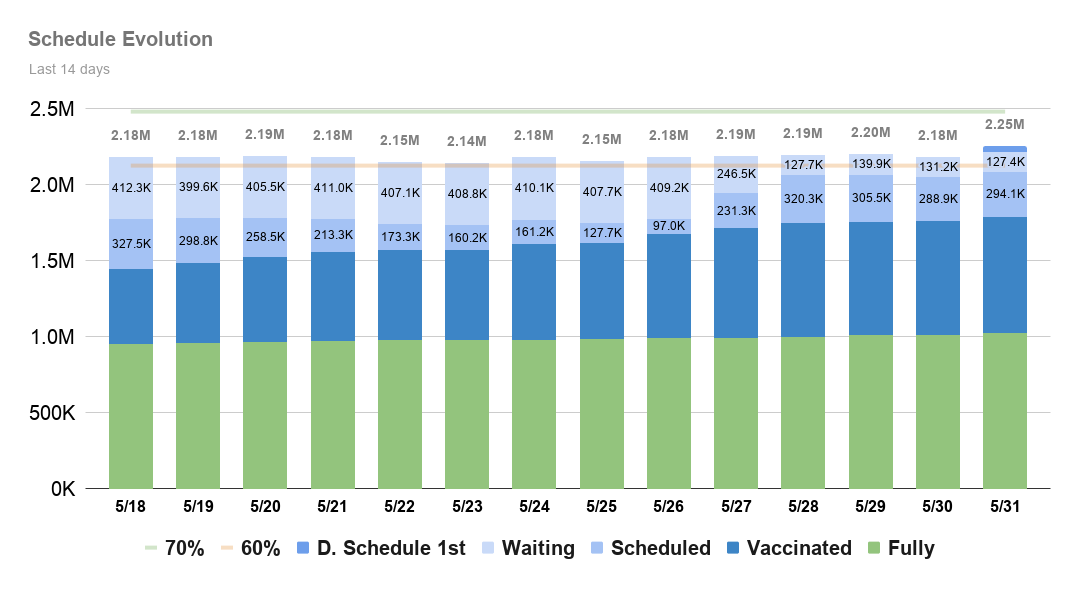 Schedule Evolution
Last 14 days
2.5M
2.0M
1.5M
1.0M
500K
0K
2.18M 2.18M 2.19M 2.18M 2.15M 2.14M 2.18M 2.15M 2.18M 2.19M 2.19M 2.20M 2.18M 2.25M
412.3K 399.6K 405.5K 411.0K 407.1K 408.8K 410.1K 407.7K 409.2K 246.5K 127.7K 139.9K 131.2K 127.4K
327.5K 298.8K 258.5K 213.3K 173.3K 160.2K 161.2K 127.7K 97.0K 231.3K 320.3K 305.5K 288.9K 294.1K
5/18 5/19 5/20 5/21 5/22 5/23 5/24 5/25 5/26 5/27 5/28 5/29 5/30 5/31
70% 60% D. Schedule 1st Waiting Scheduled Vaccinated Fully